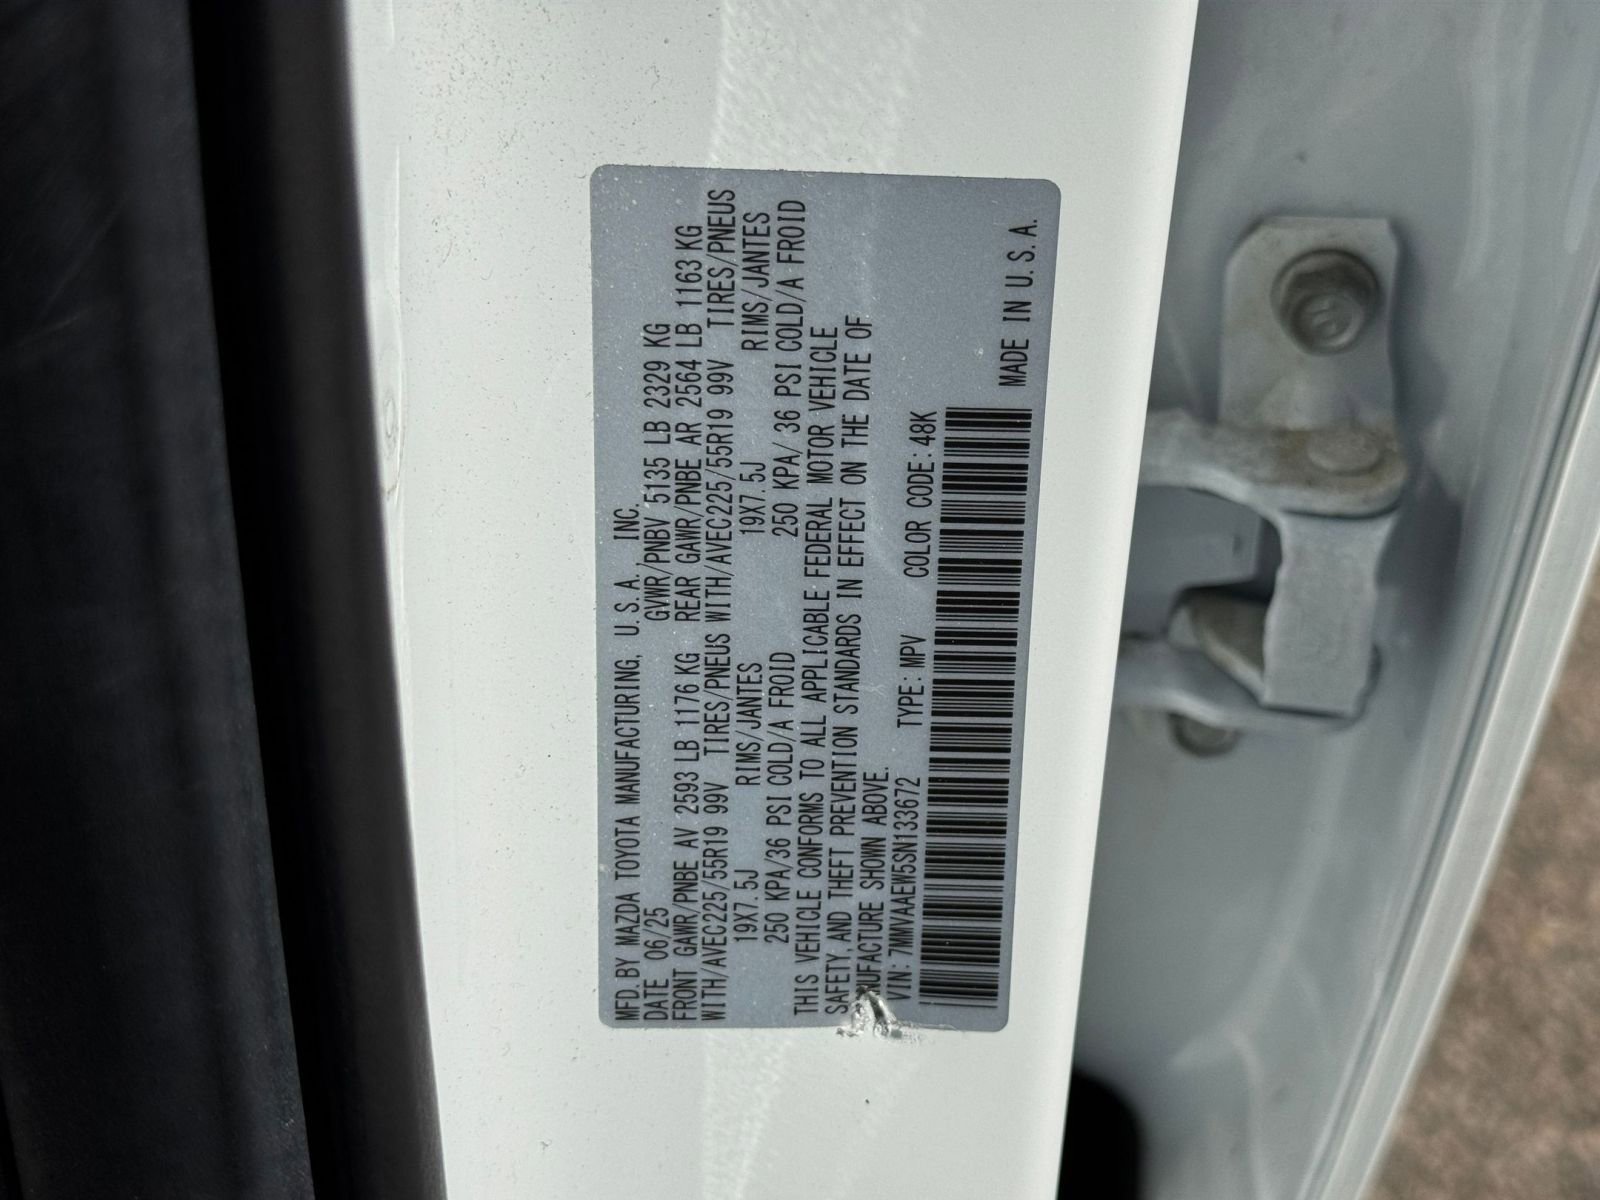 MFD.BY MAZDA TOYOTA MANUFACTURING, U.S.A., INC.
DATE 06/25 GVWR/PNBV 5135 LB 2329 KG
FRONT GAWR/PNBE AV 2593 LB 1176 KG REAR GAWR/PNBE AR 2564 LB 1163 KG
WITH/AVEC225/55R19 99V TIRES/PNEUS WITH/AVEC225/55R19 99V TIRES/PNEUS
19X7.5J RIMS/JANTES 19X7.5J RIMS/JANTES
250 KPA/36 PSI COLD/A FROID 250 KPA/ 36 PSI COLD/A FROID
THIS VEHICLE CONFORMS TO ALL APPLICABLE FEDERAL MOTOR VEHICLE
SAFETY AND THEFT PREVENTION STANDARDS IN EFFECT ON THE DATE OF
MANUFACTURE SHOWN ABOVE.
VIN:7MMVAAEW5SN133672 TYPE:MPV COLOR CODE:48K
MADE IN U.S.A.